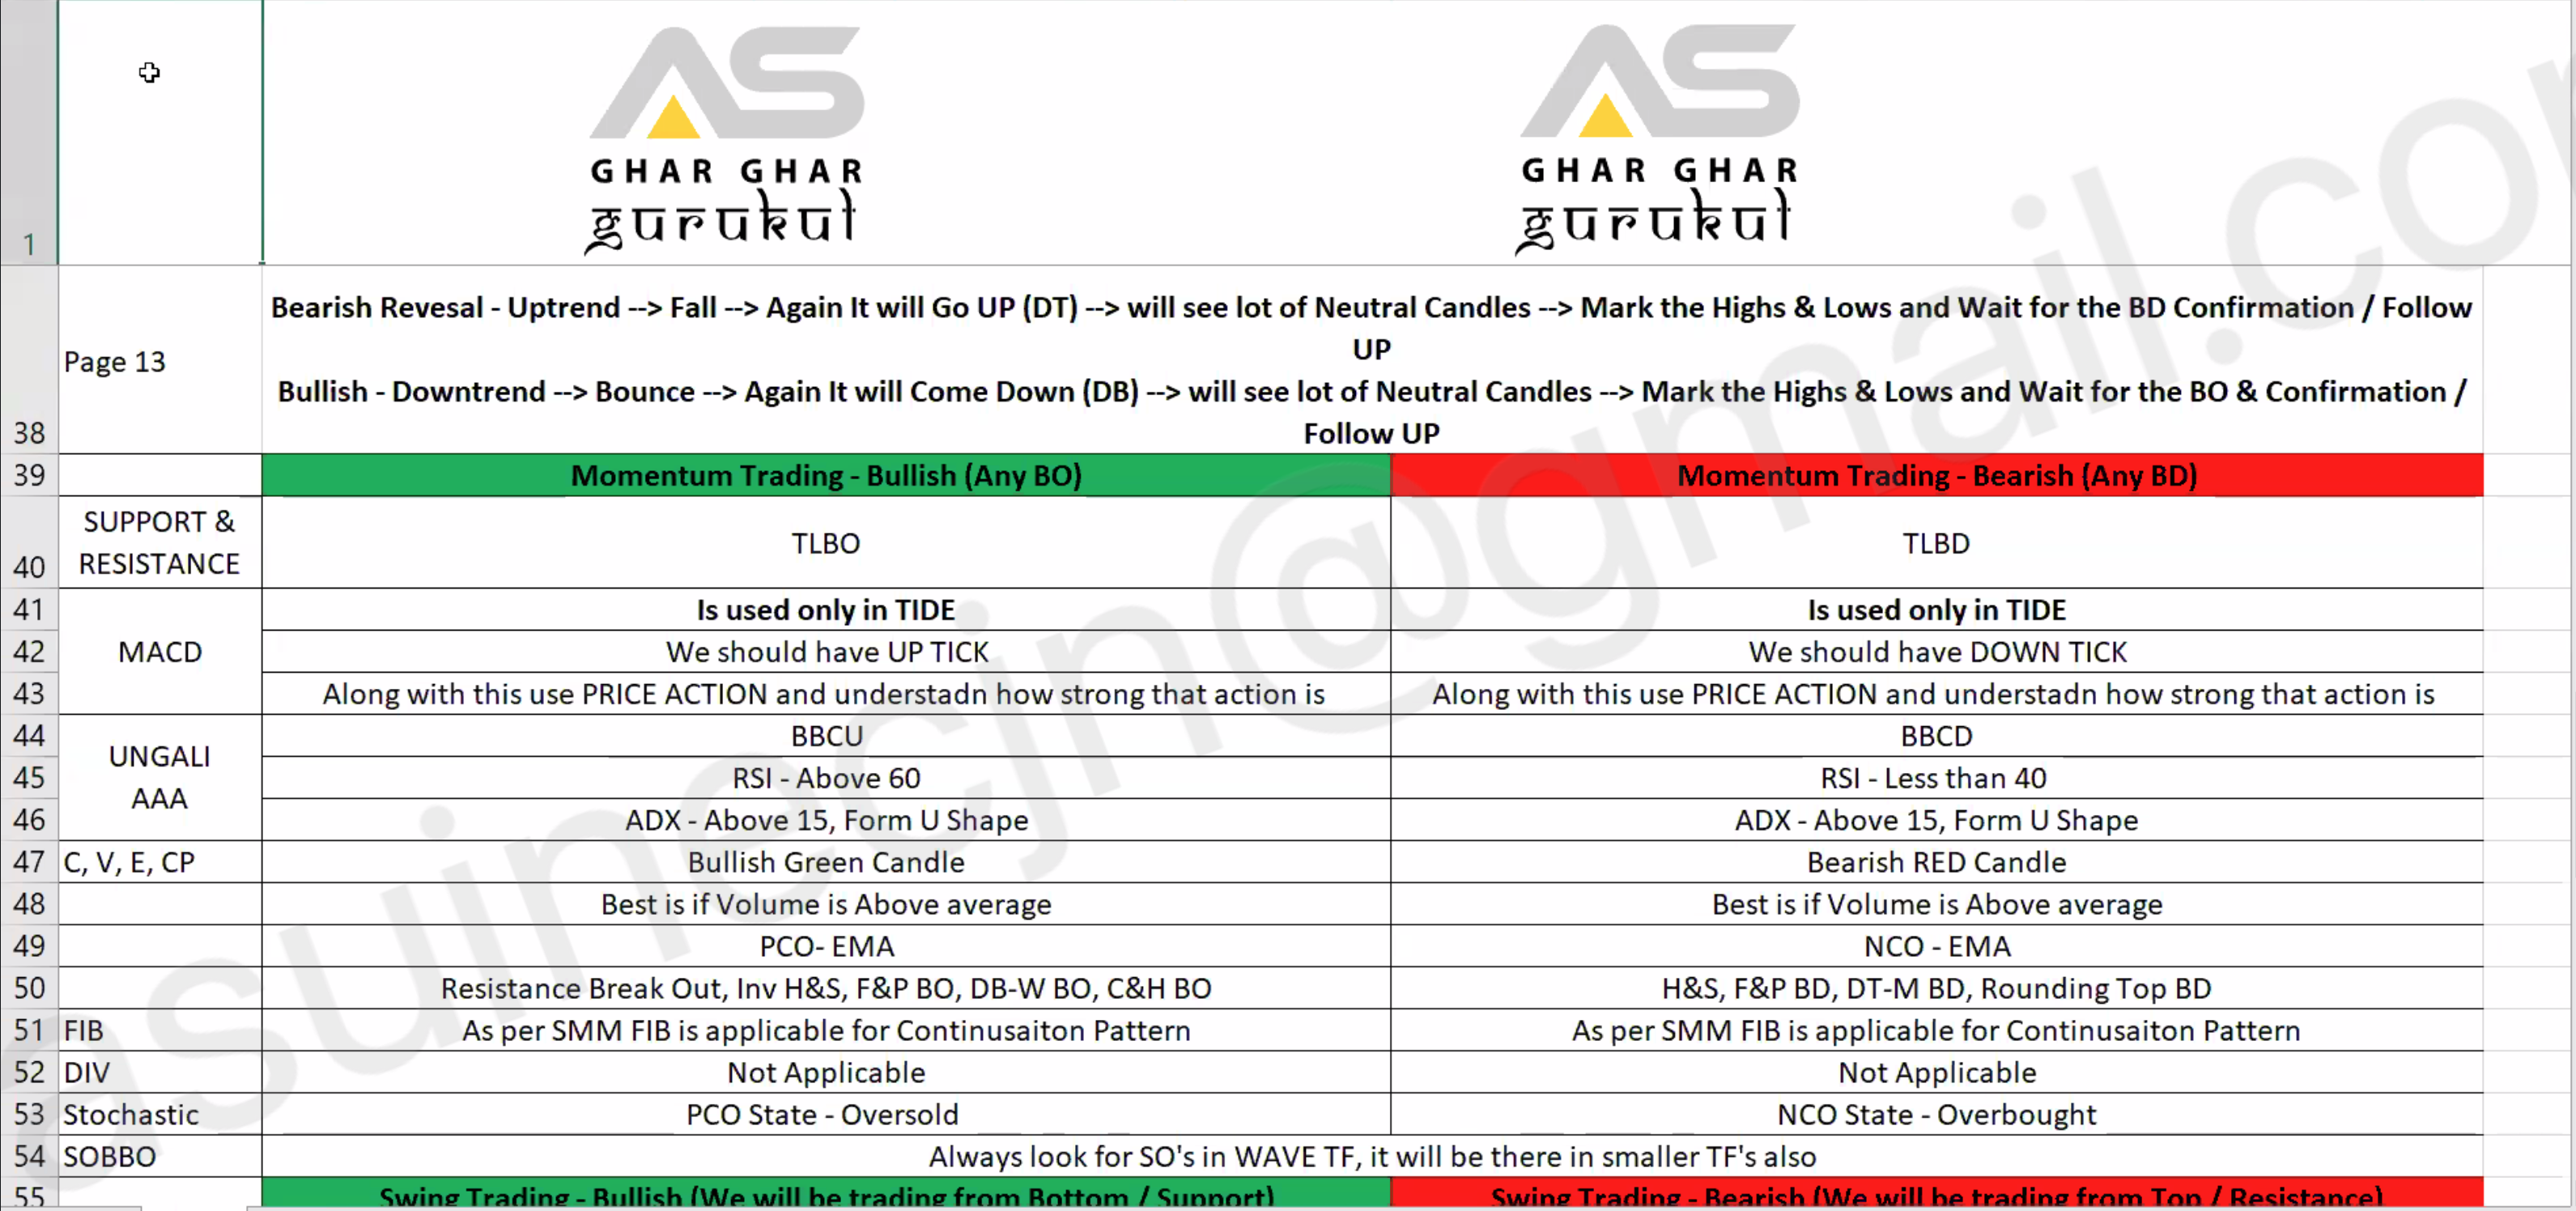 AS
GHAR GHAR
gurukul
AS
GHAR GHAR
gurukul
1
38 Page 13
Bearish Revesal - Uptrend --> Fall --> Again It will Go UP (DT) --> will see lot of Neutral Candles --> Mark the Highs & Lows and Wait for the BD Confirmation / Follow
UP
Bullish - Downtrend --> Bounce --> Again It will Come Down (DB) --> will see lot of Neutral Candles --> Mark the Highs & Lows and Wait for the BO & Confirmation /
Follow UP
39 Momentum Trading - Bullish (Any BO) Momentum Trading - Bearish (Any BD)
40 SUPPORT &
RESISTANCE TLBO TLBD
41 Is used only in TIDE Is used only in TIDE
42 MACD We should have UP TICK We should have DOWN TICK
43 Along with this use PRICE ACTION and understadn how strong that action is Along with this use PRICE ACTION and understadn how strong that action is
44 BBCU BBCD
UNGALI
45 RSI - Above 60 RSI - Less than 40
AAA
46 ADX - Above 15, Form U Shape ADX - Above 15, Form U Shape
47 C, V, E, CP Bullish Green Candle Bearish RED Candle
48 Best is if Volume is Above average Best is if Volume is Above average
49 PCO- EMA NCO - EMA
50 Resistance Break Out, Inv H&S, F&P BO, DB-W BO, C&H BO H&S, F&P BD, DT-M BD, Rounding Top BD
51 FIB As per SMM FIB is applicable for Continusaiton Pattern As per SMM FIB is applicable for Continusaiton Pattern
52 DIV Not Applicable Not Applicable
53 Stochastic PCO State - Oversold NCO State - Overbought
54 SOBBO Always look for SO's in WAVE TF, it will be there in smaller TF's also
55 Swing Trading - Bullish (We will be trading from Bottom / Support) Swing Trading - Bearish (We will be trading from Top / Resistance)
asuinecjn@gmail.co